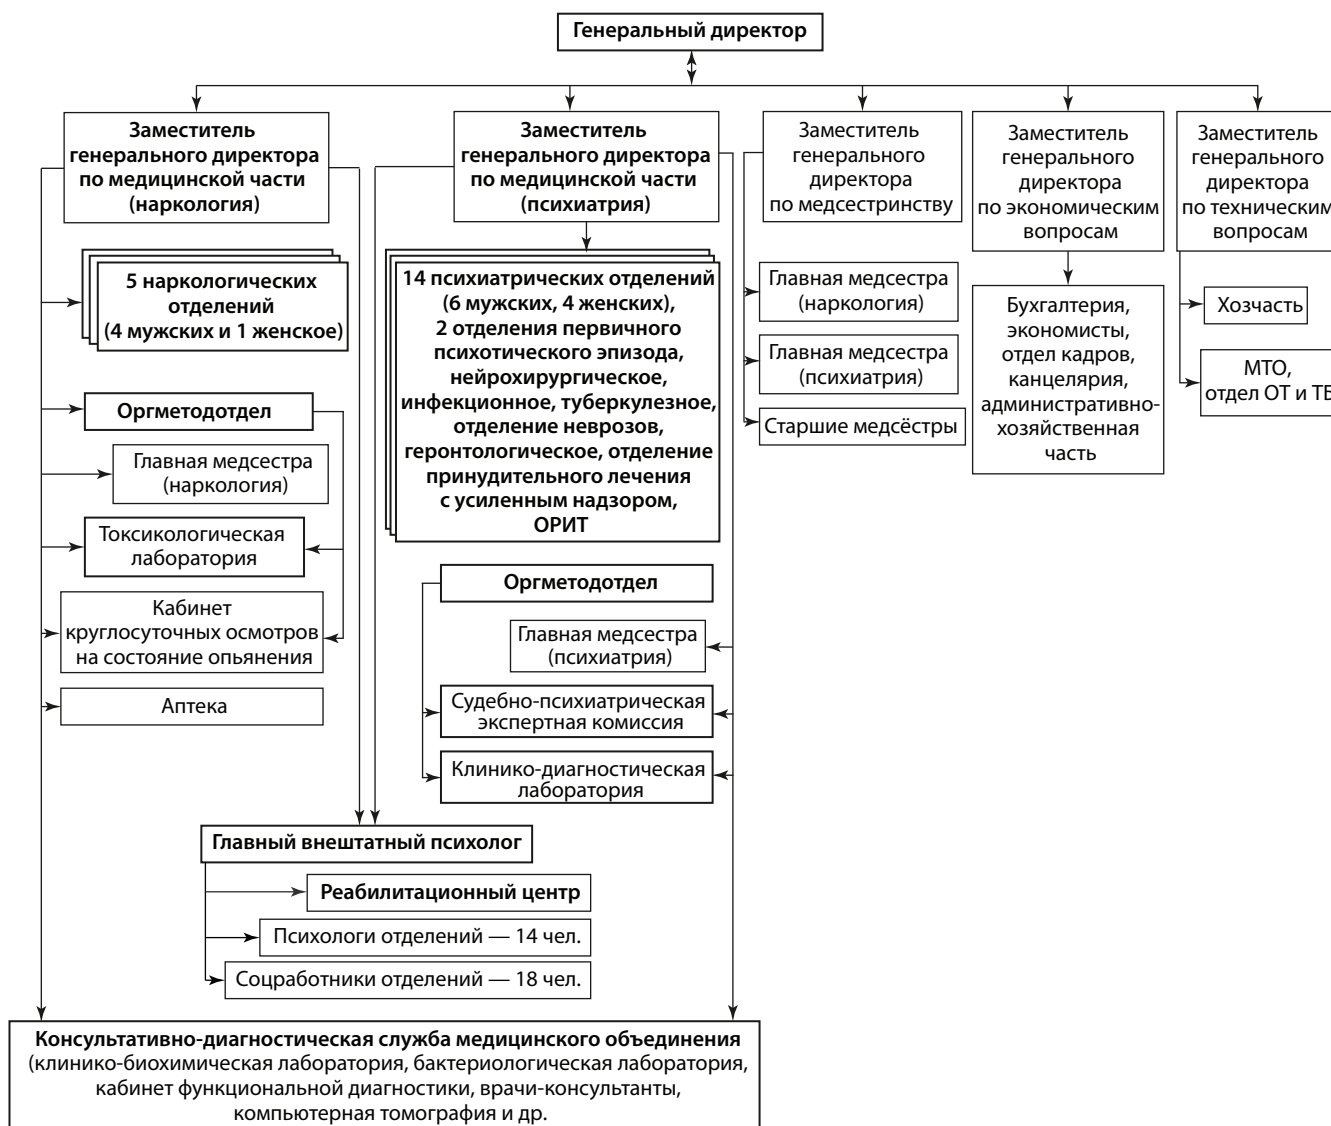 Генеральный директор
Заместитель
генерального директора
по медицинской части
(наркология)
Заместитель
генерального директора
по медицинской части
(психиатрия)
Заместитель
генерального
директора
по медсестринству
Заместитель
генерального
директора
по экономическим
вопросам
Заместитель
генерального
директора
по техническим
вопросам
5 наркологических
отделений
(4 мужских и 1 женское)
Оргметодотдел
Главная медсестра
(наркология)
Токсикологическая
лаборатория
Кабинет
круглосуточных осмотров
на состояние опьянения
Аптека
14 психиатрических отделений
(6 мужских, 4 женских),
2 отделения первичного
психотического эпизода,
нейрохирургическое,
инфекционное, туберкулезное,
отделение неврозов,
геронтологическое, отделение
принудительного лечения
с усиленным надзором,
ОРИТ
Оргметодотдел
Главная медсестра
(психиатрия)
Судебно-психиатрическая
экспертная комиссия
Клинико-диагностическая
лаборатория
Главная медсестра
(наркология)
Главная медсестра
(психиатрия)
Старшие медсёстры
Бухгалтерия,
экономисты,
отдел кадров,
канцелярия,
административно-
хозяйственная
часть
Хозчасть
МТО,
отдел ОТ и ТБ
Главный внештатный психолог
Реабилитационный центр
Психологи отделений — 14 чел.
Соцработники отделений — 18 чел.
Консультативно-диагностическая служба медицинского объединения
(клинико-биохимическая лаборатория, бактериологическая лаборатория,
кабинет функциональной диагностики, врачи-консультанты,
компьютерная томография и др.